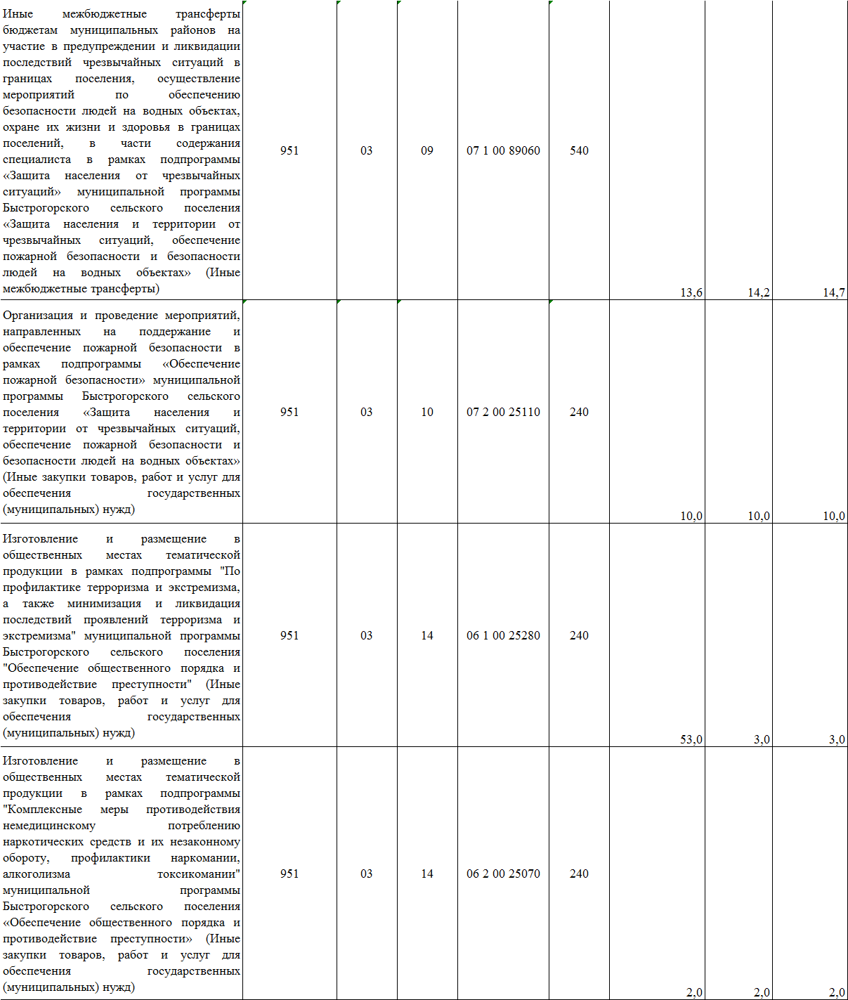 Иные межбюджетные трансферты
бюджетам муниципальных районов на
участие в предупреждении и ликвидации
последствий чрезвычайных ситуаций в
границах поселения, осуществление
мероприятий по обеспечению
безопасности людей на водных объектах,
охране их жизни и здоровья в границах
поселений, в части содержания
специалиста в рамках подпрограммы
«Защита населения от чрезвычайных
ситуаций» муниципальной программы
Быстрогорского сельского поселения
«Защита населения и территории от
чрезвычайных ситуаций, обеспечение
пожарной безопасности и безопасности
людей на водных объектах» (Иные
межбюджетные трансферты)
951 03 09 07 1 00 89060 540 13,6 14,2 14,7
Организация и проведение мероприятий,
направленных на поддержание и
обеспечение пожарной безопасности в
рамках подпрограммы «Обеспечение
пожарной безопасности» муниципальной
программы Быстрогорского сельского
поселения «Защита населения и
территории от чрезвычайных ситуаций,
обеспечение пожарной безопасности и
безопасности людей на водных объектах»
(Иные закупки товаров, работ и услуг для
обеспечения государственных
(муниципальных) нужд)
951 03 10 07 2 00 25110 240 10,0 10,0 10,0
Изготовление и размещение в
общественных местах тематической
продукции в рамках подпрограммы "По
профилактике терроризма и экстремизма,
а также минимизация и ликвидация
последствий проявлений терроризма и
экстремизма" муниципальной программы
Быстрогорского сельского поселения
"Обеспечение общественного порядка и
противодействие преступности" (Иные
закупки товаров, работ и услуг для
обеспечения государственных
(муниципальных) нужд)
951 03 14 06 1 00 25280 240 53,0 3,0 3,0
Изготовление и размещение в
общественных местах тематической
продукции в рамках подпрограммы
"Комплексные меры противодействия
немедицинскому потреблению
наркотических средств и их незаконному
обороту, профилактики наркомании,
алкоголизма токсикомании"
муниципальной программы
Быстрогорского сельского поселения
«Обеспечение общественного порядка и
противодействие преступности» (Иные
закупки товаров, работ и услуг для
обеспечения государственных
(муниципальных) нужд)
951 03 14 06 2 00 25070 240 2,0 2,0 2,0